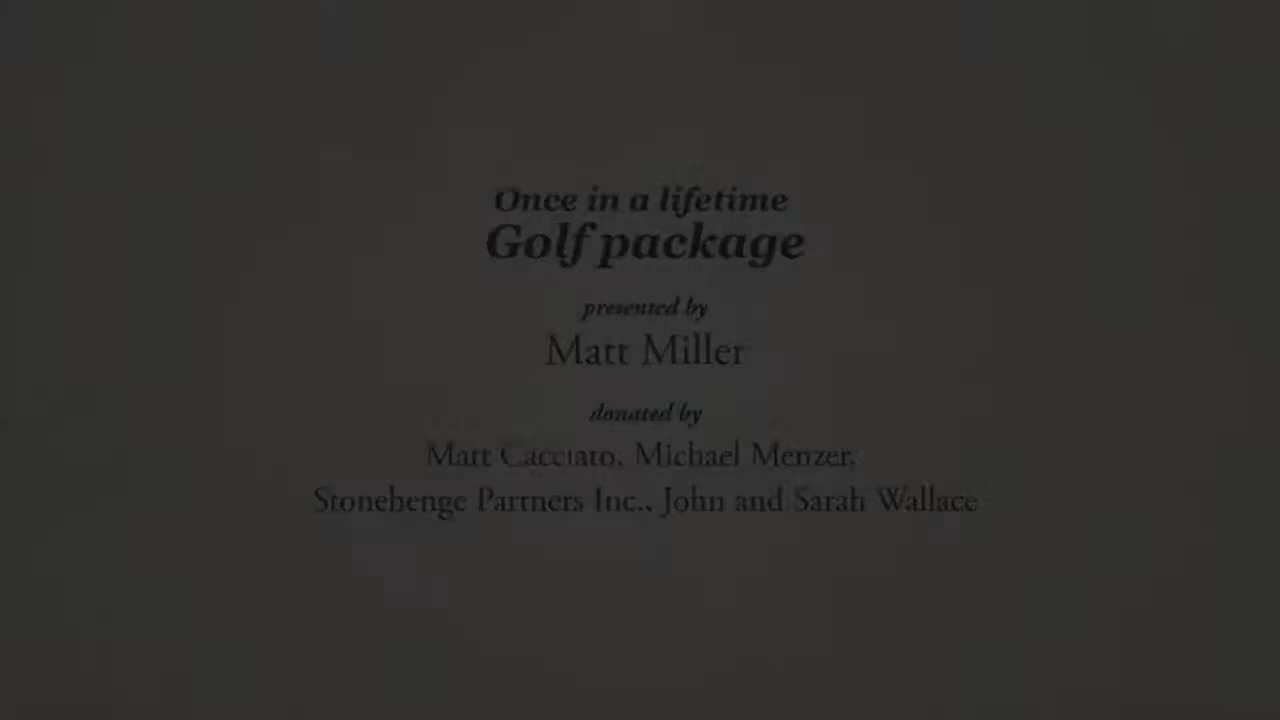 Once in a lifetime
Golf package
presented by
Matt Miller
donated by
Matt Cacciato, Michael Menzer,
Stonehenge Partners Inc., John and Sarah Wallace